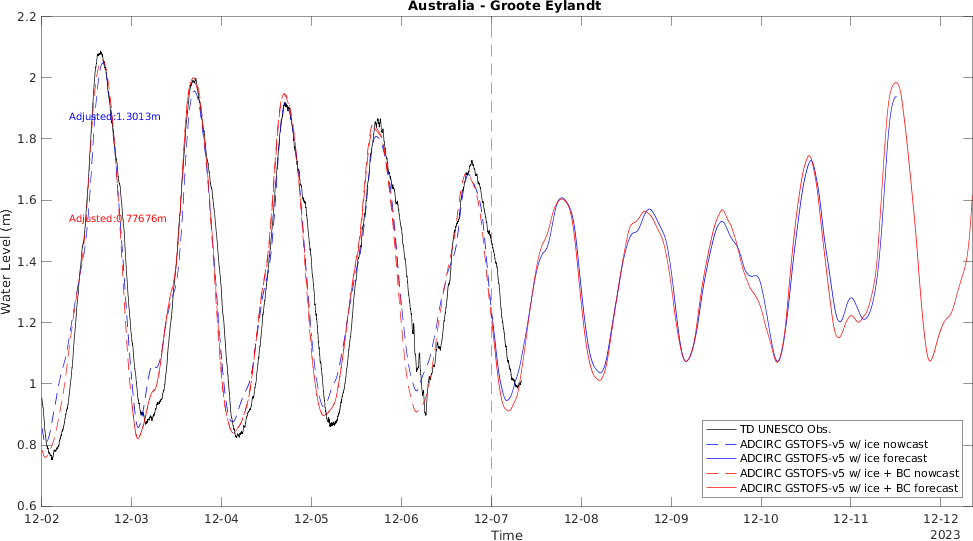 Australia - Groote Eylandt
2.2
2
1.8
1.6
1.4
1.2
1
0.8
0.6
Water Level (m)
Adjusted:1.3013m
Adjusted:0.77676m
TD UNESCO Obs.
ADCIRC GSTOFS-v5 w/ ice nowcast
ADCIRC GSTOFS-v5 w/ ice forecast
ADCIRC GSTOFS-v5 w/ ice + BC nowcast
ADCIRC GSTOFS-v5 w/ ice + BC forecast
12-02 12-03 12-04 12-05 12-06 12-07 12-08 12-09 12-10 12-11 12-12
Time
2023